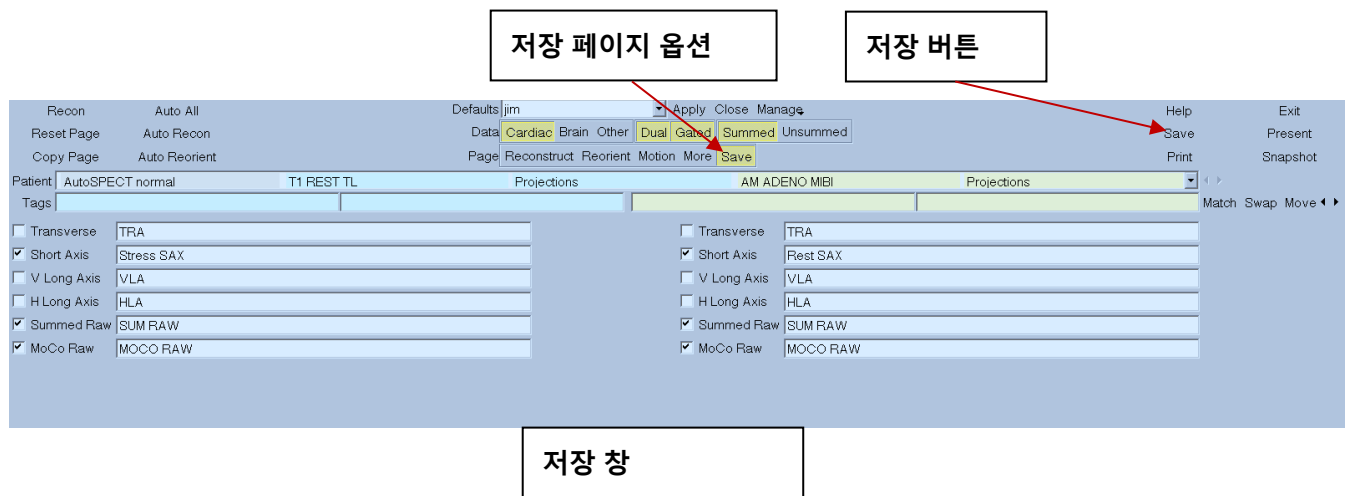 저장 페이지 옵션
저장 버튼
Recon Auto All Defaults jim Apply Close Manage Help Exit
Reset Page Auto Recon Data Cardiac Brain Other Dual Gated Summed Unsummed Save Present
Copy Page Auto Reorient Page Reconstruct Reorient Motion More Save Print Snapshot
Patient AutoSPECT normal T1 REST TL Projections AM ADENO MIBI Projections
Tags Match Swap Move
Transverse TRA Transverse TRA
Short Axis Stress SAX Short Axis Rest SAX
V Long Axis VLA V Long Axis VLA
H Long Axis HLA H Long Axis HLA
Summed Raw SUM RAW Summed Raw SUM RAW
MoCo Raw MOCO RAW MoCo Raw MOCO RAW
저장 창